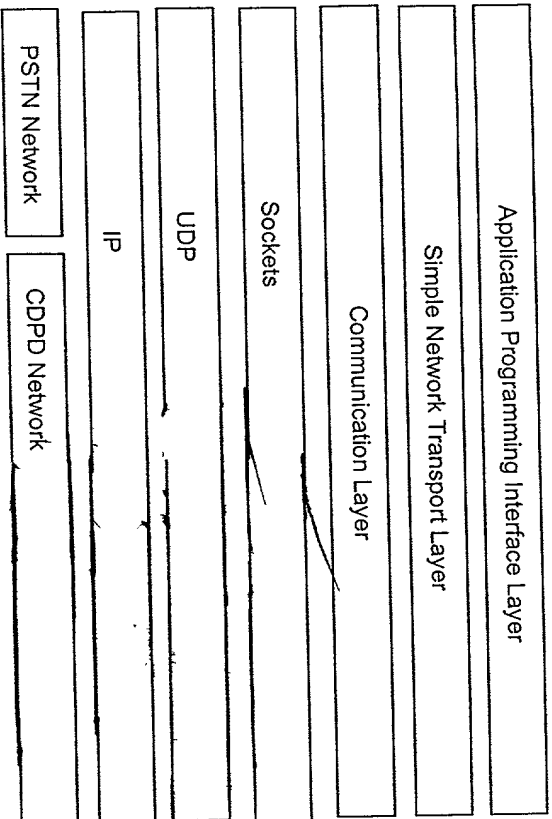 Application Programming Interface Layer
Simple Network Transport Layer
Communication Layer
Sockets
UDP
IP
PSTN Network
CDPD Network